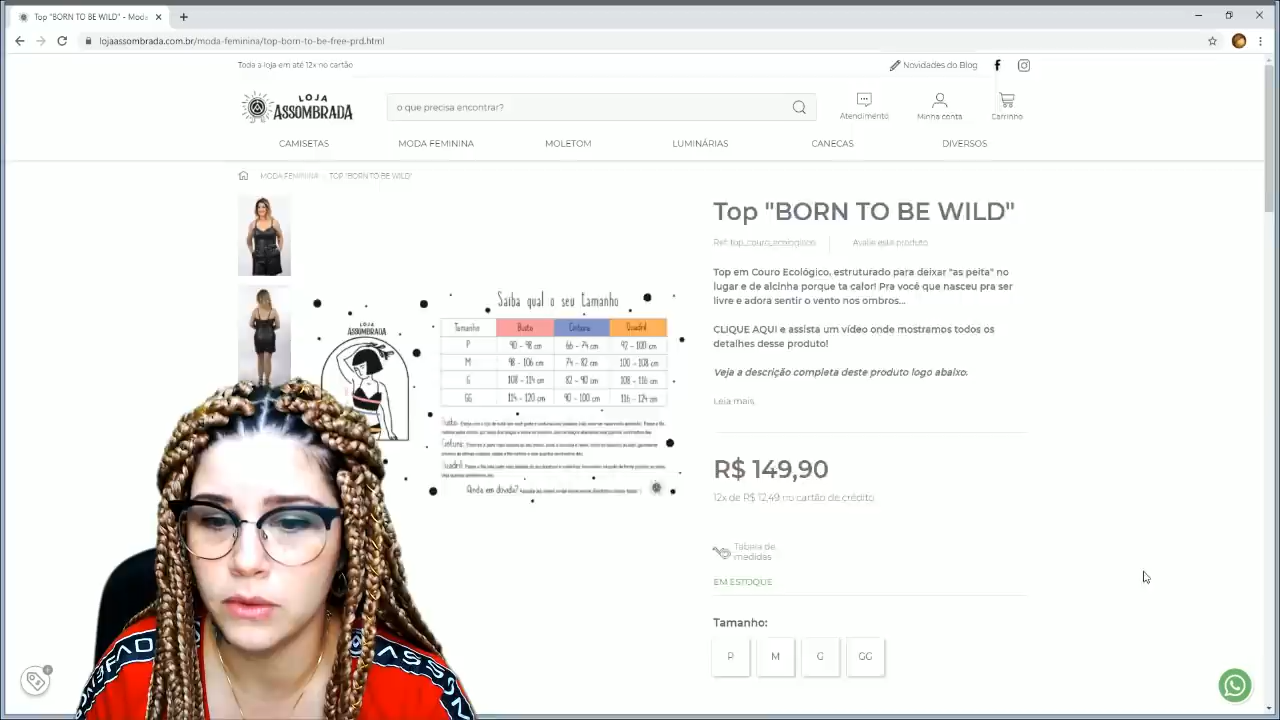 Top "BORN TO BE WILD" - Moda
lojaassombrada.com.br/moda-feminina/top-born-to-be-free-prd.html
Toda a loja em até 12x no cartão
Novidades do Blog
LOJA
ASSOMBRADA
o que precisa encontrar?
Atendimento
Minha conta
Carrinho
CAMISETAS
MODA FEMININA
MOLETOM
LUMINÁRIAS
CANECAS
DIVERSOS
MODA FEMININA
TOP "BORN TO BE WILD"
Top "BORN TO BE WILD"
Ref: top_couro_ecologisco
Avalie este produto
Top em Couro Ecológico, estruturado para deixar "as peita" no
lugar e de alcinha porque ta calor! Pra você que nasceu pra ser
livre e adora sentir o vento nos ombros...
CLIQUE AQUI e assista um vídeo onde mostramos todos os
detalhes desse produto!
Veja a descrição completa deste produto logo abaixo.
Leia mais
Saiba qual o seu tamanho
LOJA
ASSOMBRADA
Tamanho Busto Cintura Quadril
P 90 - 98 cm 66 - 74 cm 92 - 100 cm
M 98 - 106 cm 74 - 82 cm 100 - 108 cm
G 82 - 90 cm 108 - 116 cm
GG 114 - 120 cm 90 - 100 cm 116 - 124 cm
Cintura:
Quadril:
Ainda em dúvida?
R$ 149,90
12x de R$ 12,49 no cartão de crédito
Tabela de
medidas
EM ESTOQUE
Tamanho:
P M G GG
ASSOM